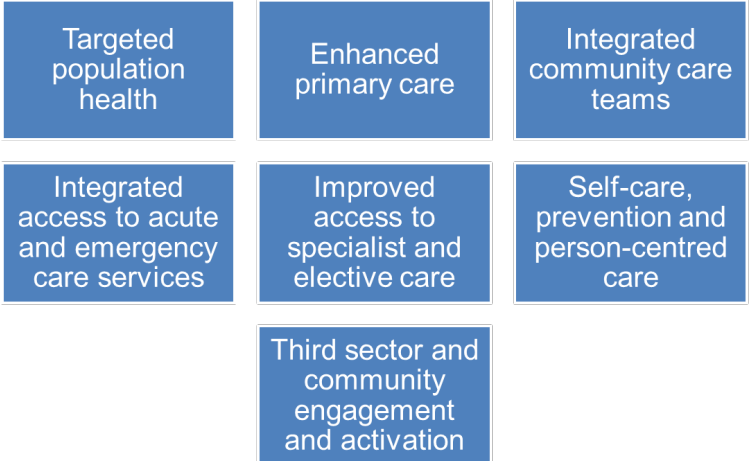 Targeted
population
health
Enhanced
primary care
Integrated
community care
teams
Integrated
access to acute
and emergency
care services
Improved
access to
specialist and
elective care
Self-care,
prevention and
person-centred
care
Third sector and
community
engagement
and activation